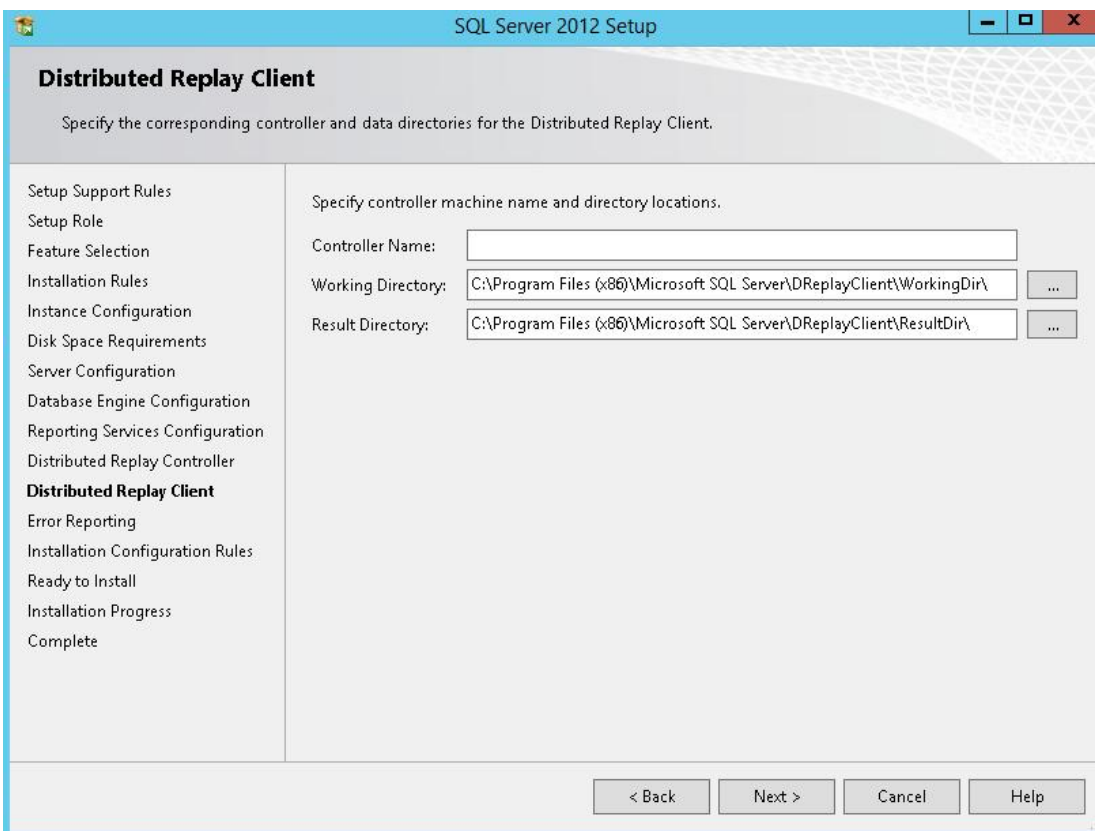 SQL Server 2012 Setup
Distributed Replay Client
Specify the corresponding controller and data directories for the Distributed Replay Client.
Setup Support Rules
Setup Role
Feature Selection
Installation Rules
Instance Configuration
Disk Space Requirements
Server Configuration
Database Engine Configuration
Reporting Services Configuration
Distributed Replay Controller
Distributed Replay Client
Error Reporting
Installation Configuration Rules
Ready to Install
Installation Progress
Complete
Specify controller machine name and directory locations.
Controller Name:
Working Directory: C:\Program Files (x86)\Microsoft SQL Server\DReplayClient\WorkingDir\ ...
Result Directory: C:\Program Files (x86)\Microsoft SQL Server\DReplayClient\ResultDir\ ...
< Back Next > Cancel Help